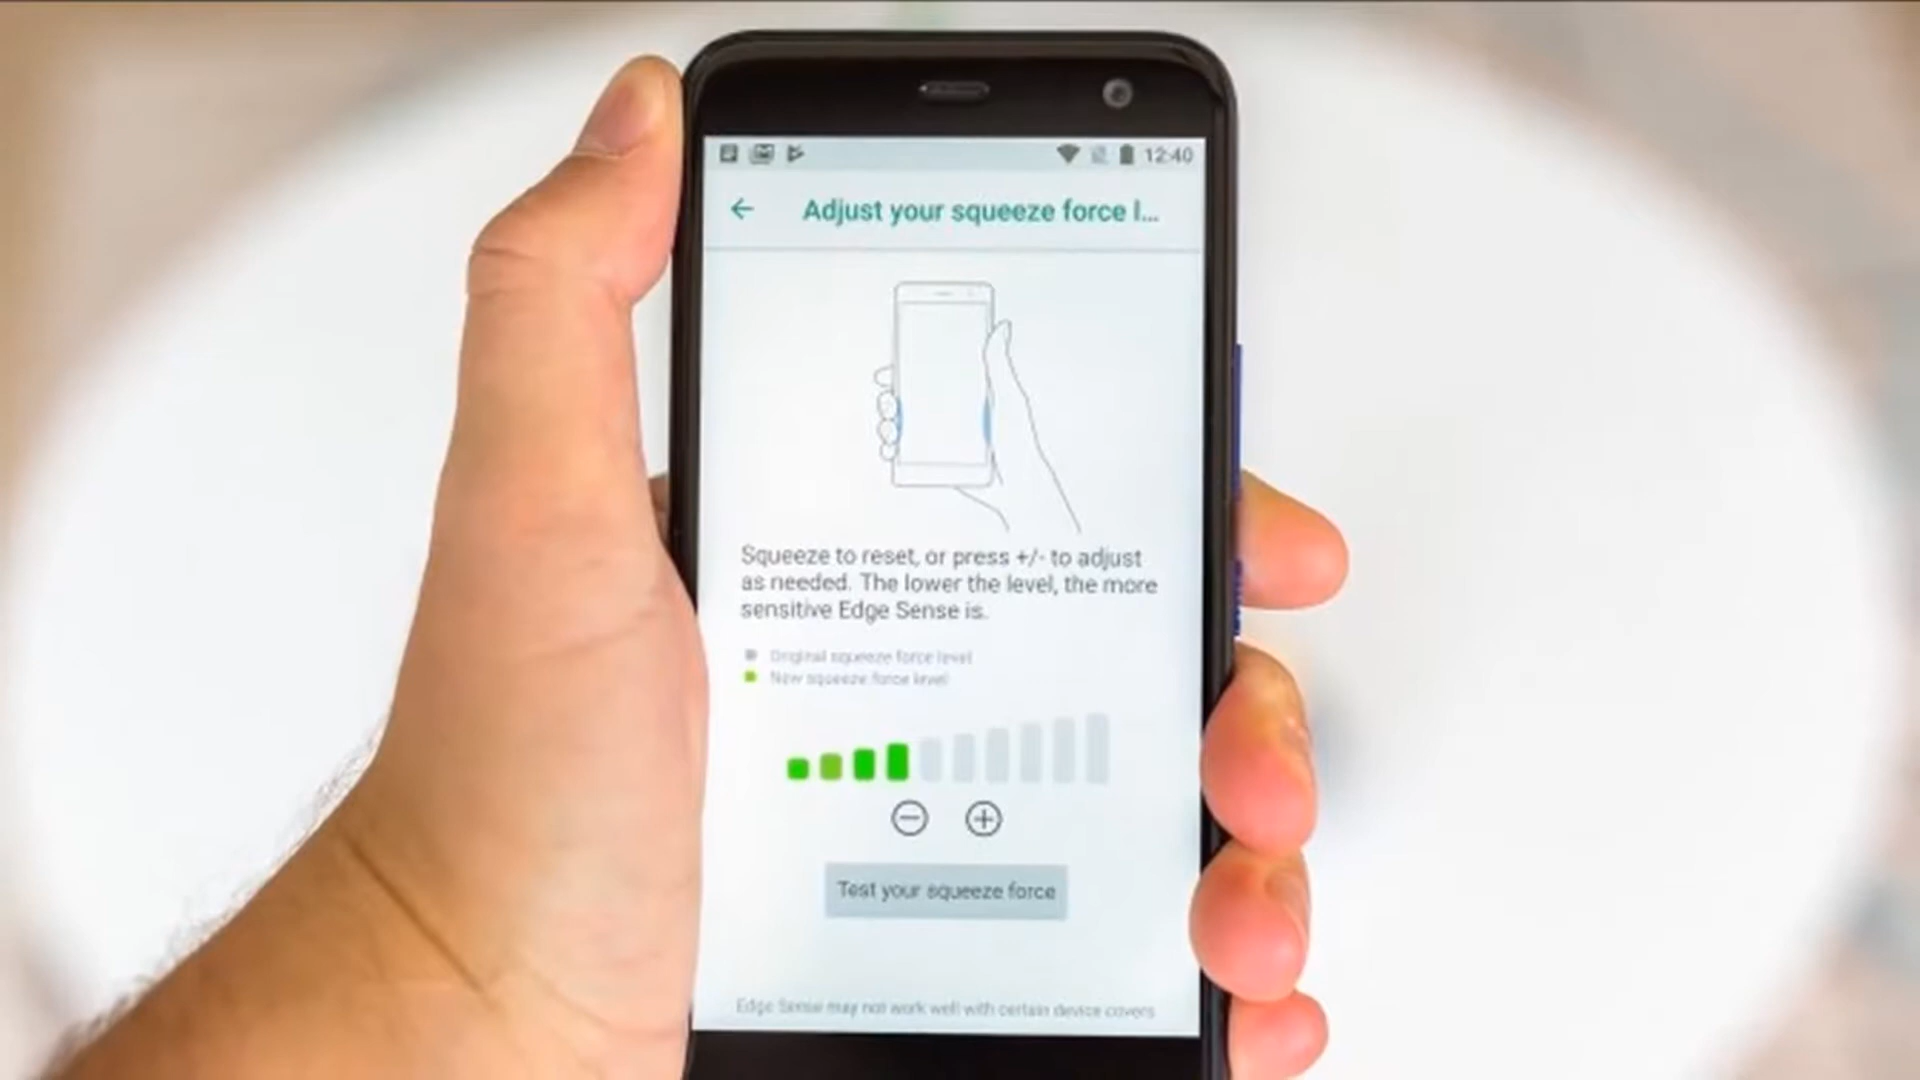 12:40
Adjust your squeeze force l...
Squeeze to reset, or press +/- to adjust
as needed. The lower the level, the more
sensitive Edge Sense is.
Original squeeze force level
New squeeze force level
Test your squeeze force
Edge Sense may not work well with certain device covers